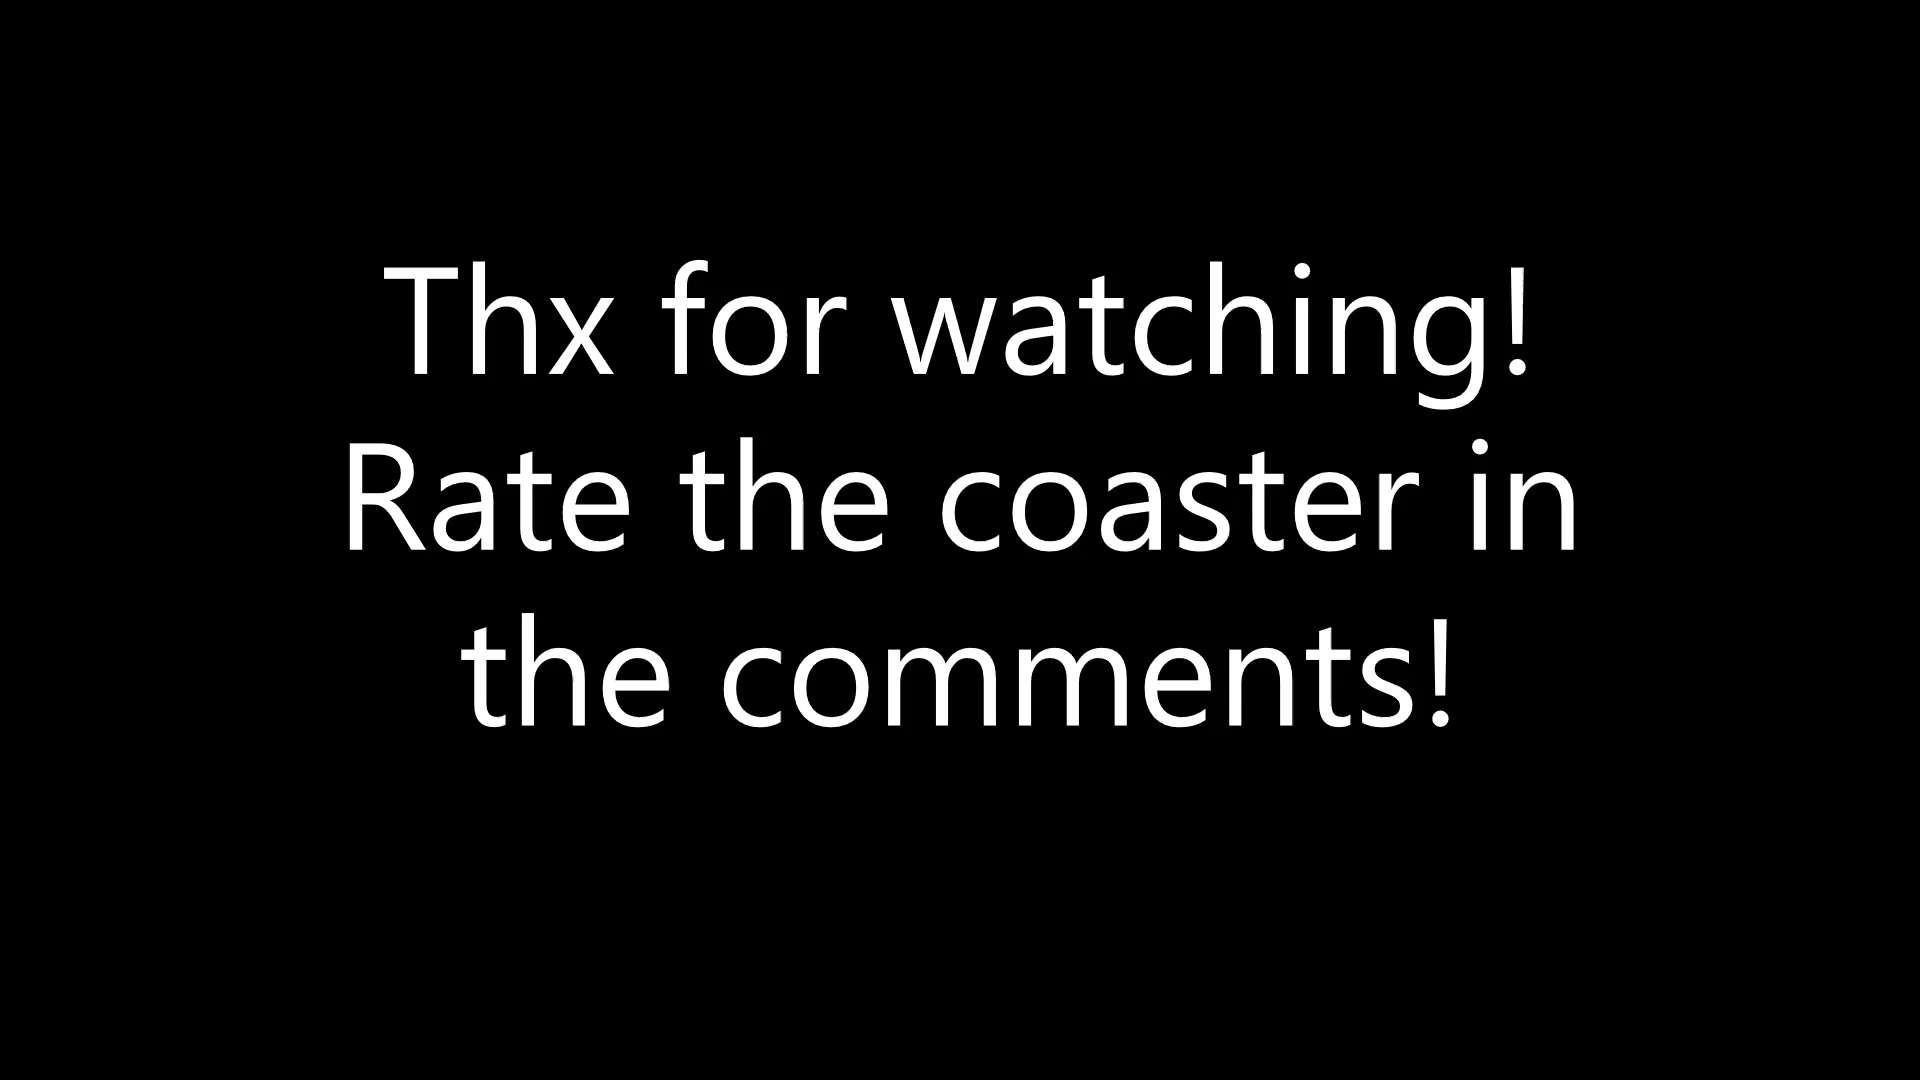 Thx for watching!
Rate the coaster in
the comments!